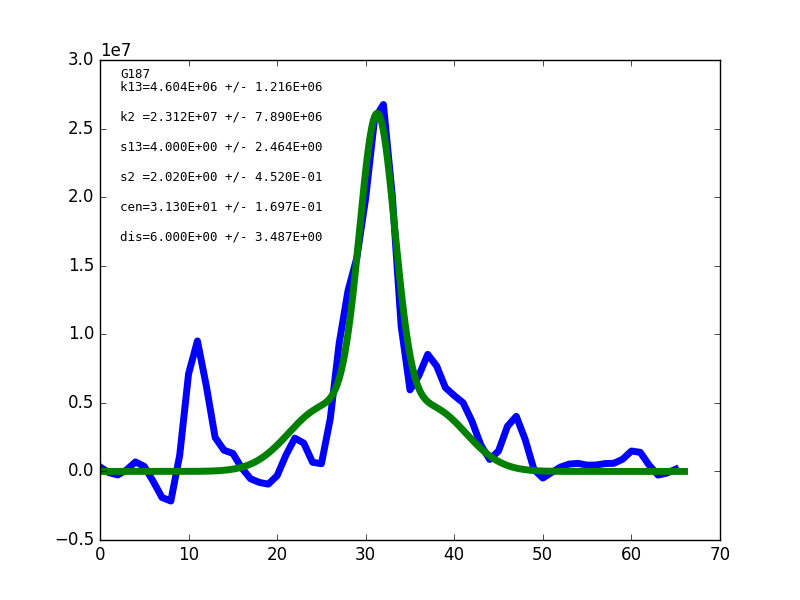 1e7
G187
k13=4.604E+06 +/- 1.216E+06
k2 =2.312E+07 +/- 7.890E+06
s13=4.000E+00 +/- 2.464E+00
s2 =2.020E+00 +/- 4.520E-01
cen=3.130E+01 +/- 1.697E-01
dis=6.000E+00 +/- 3.487E+00
3.0
2.5
2.0
1.5
1.0
0.5
0.0
−0.5
0 10 20 30 40 50 60 70